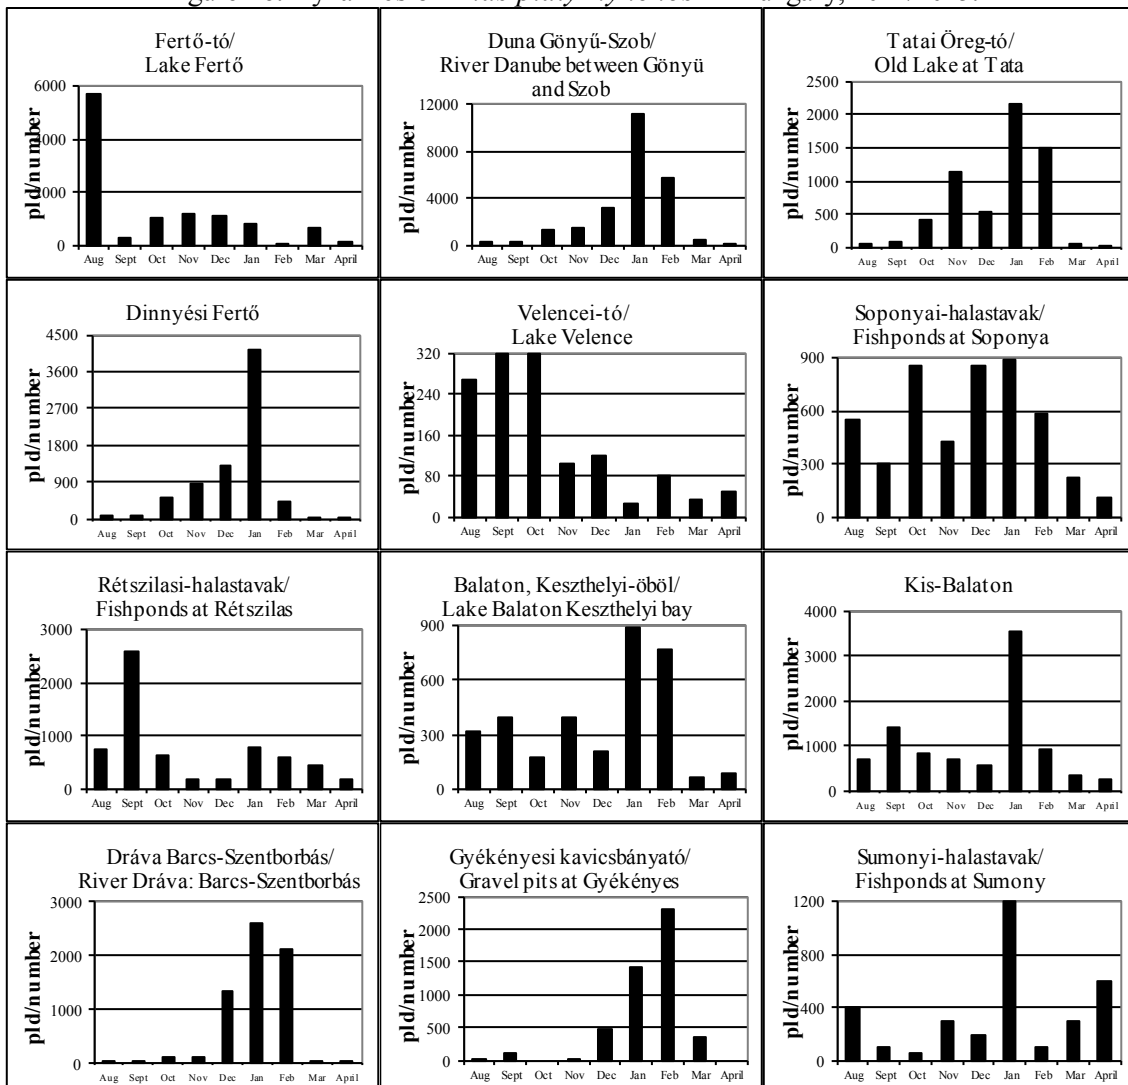 Hungary,
Fertő-tó/
Lake Fertő
pld/number
6000
4000
2000
0
Aug Sept Oct Nov Dec Jan Feb Mar April
Duna Gönyű-Szob/
River Danube between Gönyü
and Szob
pld/number
12000
8000
4000
0
Aug Sept Oct Nov Dec Jan Feb Mar April
Tatai Öreg-tó/
Old Lake at Tata
pld/number
2500
2000
1500
1000
500
0
Aug Sept Oct Nov Dec Jan Feb Mar April
Dinnyési Fertő
pld/number
4500
3600
2700
1800
900
0
Aug Sept Oct Nov Dec Jan Feb Mar April
Velencei-tó/
Lake Velence
pld/number
320
240
160
80
0
Aug Sept Oct Nov Dec Jan Feb Mar April
Soponyai-halastavak/
Fishponds at Soponya
pld/number
900
600
300
0
Aug Sept Oct Nov Dec Jan Feb Mar April
Rétszilasi-halastavak/
Fishponds at Rétszilas
pld/number
3000
2000
1000
0
Aug Sept Oct Nov Dec Jan Feb Mar April
Balaton, Keszthelyi-öböl/
Lake Balaton Keszthelyi bay
pld/number
900
600
300
0
Aug Sept Oct Nov Dec Jan Feb Mar April
Kis-Balaton
pld/number
4000
3000
2000
1000
0
Aug Sept Oct Nov Dec Jan Feb Mar April
Dráva Barcs-Szentborbás/
River Dráva: Barcs-Szentborbás
pld/number
3000
2000
1000
0
Aug Sept Oct Nov Dec Jan Feb Mar April
Gyékényesi kavicsbányató/
Gravel pits at Gyékényes
pld/number
2500
2000
1500
1000
500
0
Aug Sept Oct Nov Dec Jan Feb Mar April
Sumonyi-halastavak/
Fishponds at Sumony
pld/number
1200
800
400
0
Aug Sept Oct Nov Dec Jan Feb Mar April